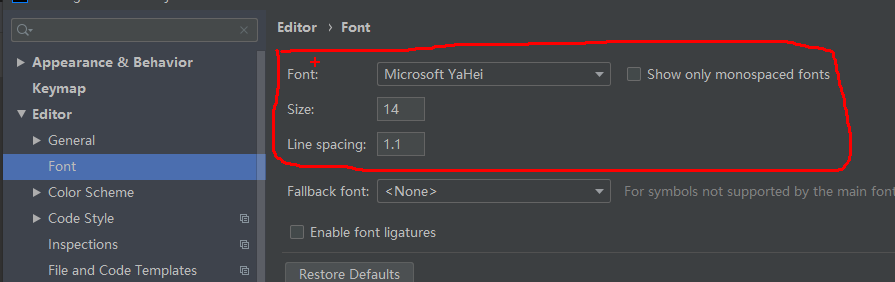 Editor › Font
Appearance & Behavior
Keymap
Editor
General
Font
Color Scheme
Code Style
Inspections
File and Code Templates
Font: Microsoft YaHei Show only monospaced fonts
Size: 14
Line spacing: 1.1
Fallback font: <None> For symbols not supported by the main font
Enable font ligatures
Restore Defaults